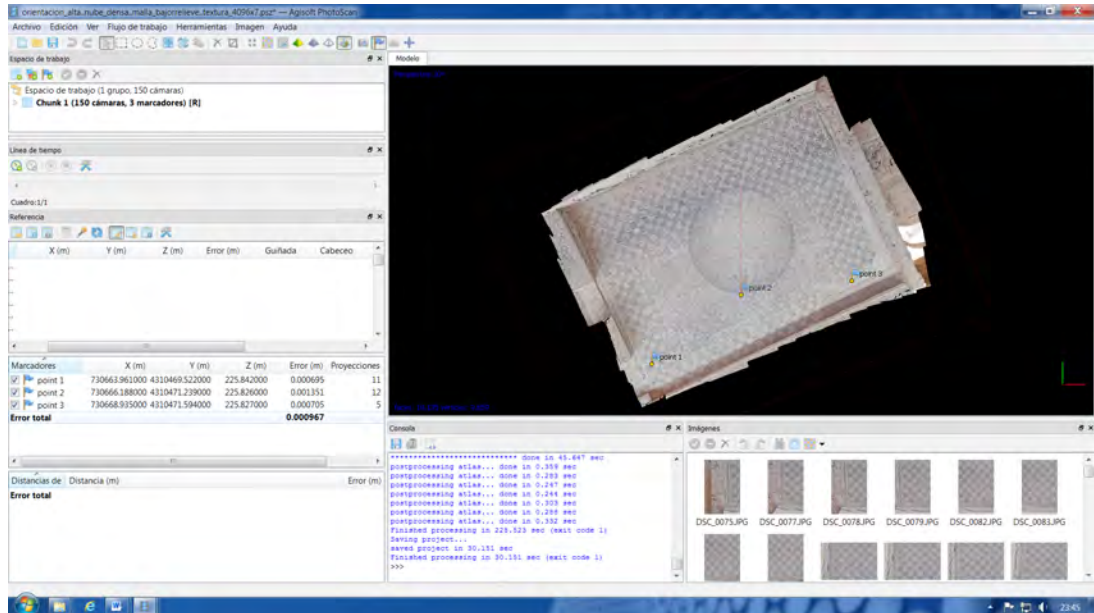 orientacion_alta.nube_densa.malla_bajorrelieve.textura_4096x7.psz* — Agisoft PhotoScan
Archivo Edición Ver Flujo de trabajo Herramientas Imagen Ayuda
Espacio de trabajo
Modelo
Espacio de trabajo (1 grupo, 150 cámaras)
Chunk 1 (150 cámaras, 3 marcadores) [R]
Línea de tiempo
Cuadro:1/1
Referencia
X (m) Y (m) Z (m) Error (m) Guiñada Cabeceo
point 3
point 2
point 1
Marcadores X (m) Y (m) Z (m) Error (m) Proyecciones
point 1 730663.961000 4310469.522000 225.842000 0.000695 11
point 2 730666.188000 4310471.239000 225.826000 0.001351 12
point 3 730668.935000 4310471.594000 225.827000 0.000705 5
Error total 0.000967
Distancias de Distancia (m) Error (m)
Error total
Consola
**************************** done in 45.647 sec
postprocessing atlas... done in 0.359 sec
postprocessing atlas... done in 0.283 sec
postprocessing atlas... done in 0.247 sec
postprocessing atlas... done in 0.244 sec
postprocessing atlas... done in 0.303 sec
postprocessing atlas... done in 0.288 sec
postprocessing atlas... done in 0.332 sec
Finished processing in 225.523 sec (exit code 1)
Saving project...
saved project in 30.151 sec
Finished processing in 30.151 sec (exit code 1)
>>>
Imágenes
DSC_0075.JPG DSC_0077.JPG DSC_0078.JPG DSC_0079.JPG DSC_0082.JPG DSC_0083.JPG
23:45